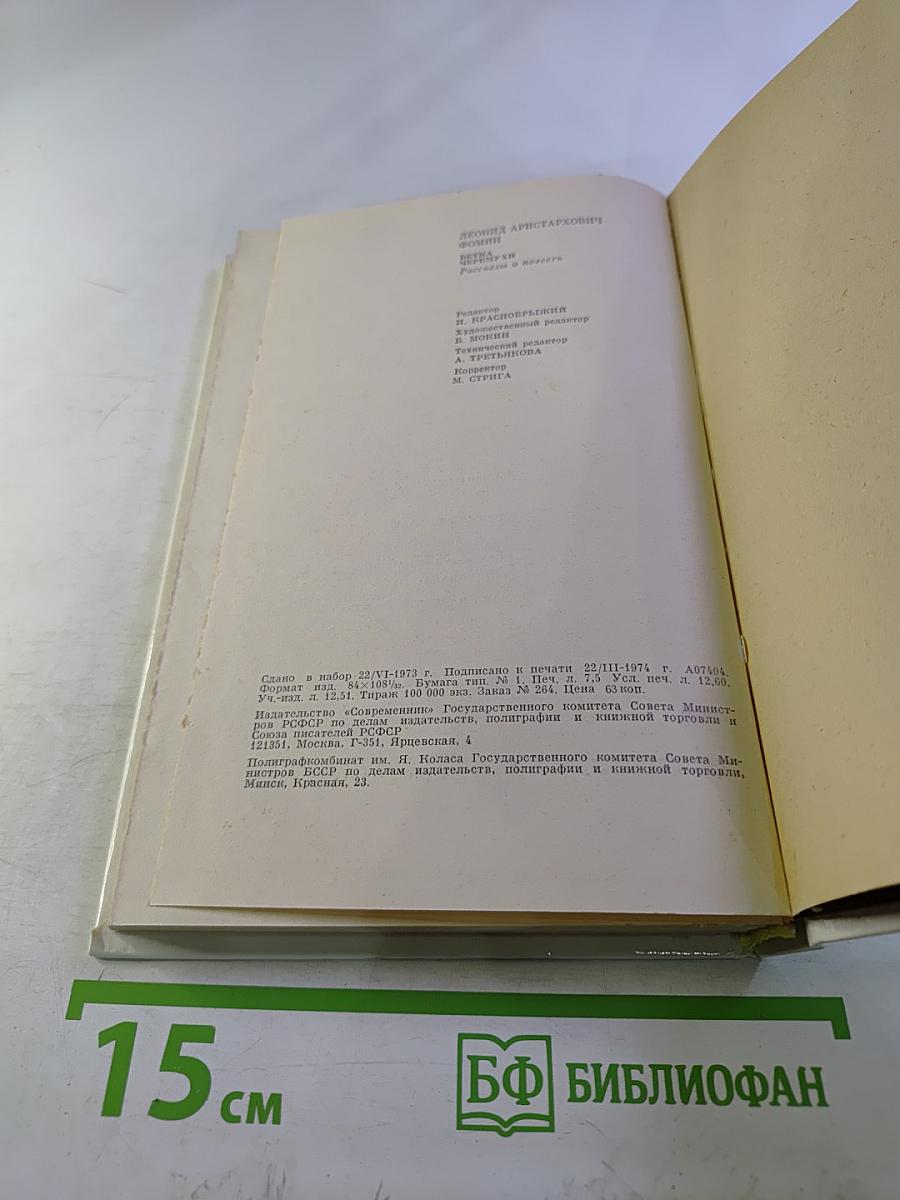 ЛЕОНИД АРИСТАРХОВИЧ
ФОМИН
ВЕТКА
ЧЕРЕМУХИ
Рассказы и повесть
Редактор
И. КРАСНОБРЫЖИЙ
Художественный редактор
Б. МОКИН
Технический редактор
А. ТРЕТЬЯКОВА
Корректор
М. СТРИГА
Сдано в набор 22/VI-1973 г. Подписано к печати 22/III-1974 г. А07404.
Формат изд. 84×108¹/₃₂. Бумага тип. № 1. Печ. л. 7,5 Усл. печ. л. 12,60.
Уч.-изд. л. 12,51. Тираж 100 000 экз. Заказ № 264. Цена 63 коп.
Издательство «Современник» Государственного комитета Совета Минист-
ров РСФСР по делам издательств, полиграфии и книжной торговли и
Союза писателей РСФСР
121351, Москва, Г-351, Ярцевская, 4
Полиграфкомбинат им. Я. Коласа Государственного комитета Совета Ми-
нистров БССР по делам издательств, полиграфии и книжной торговли,
Минск, Красная, 23.
15 см
БФ БИБЛИОФАН